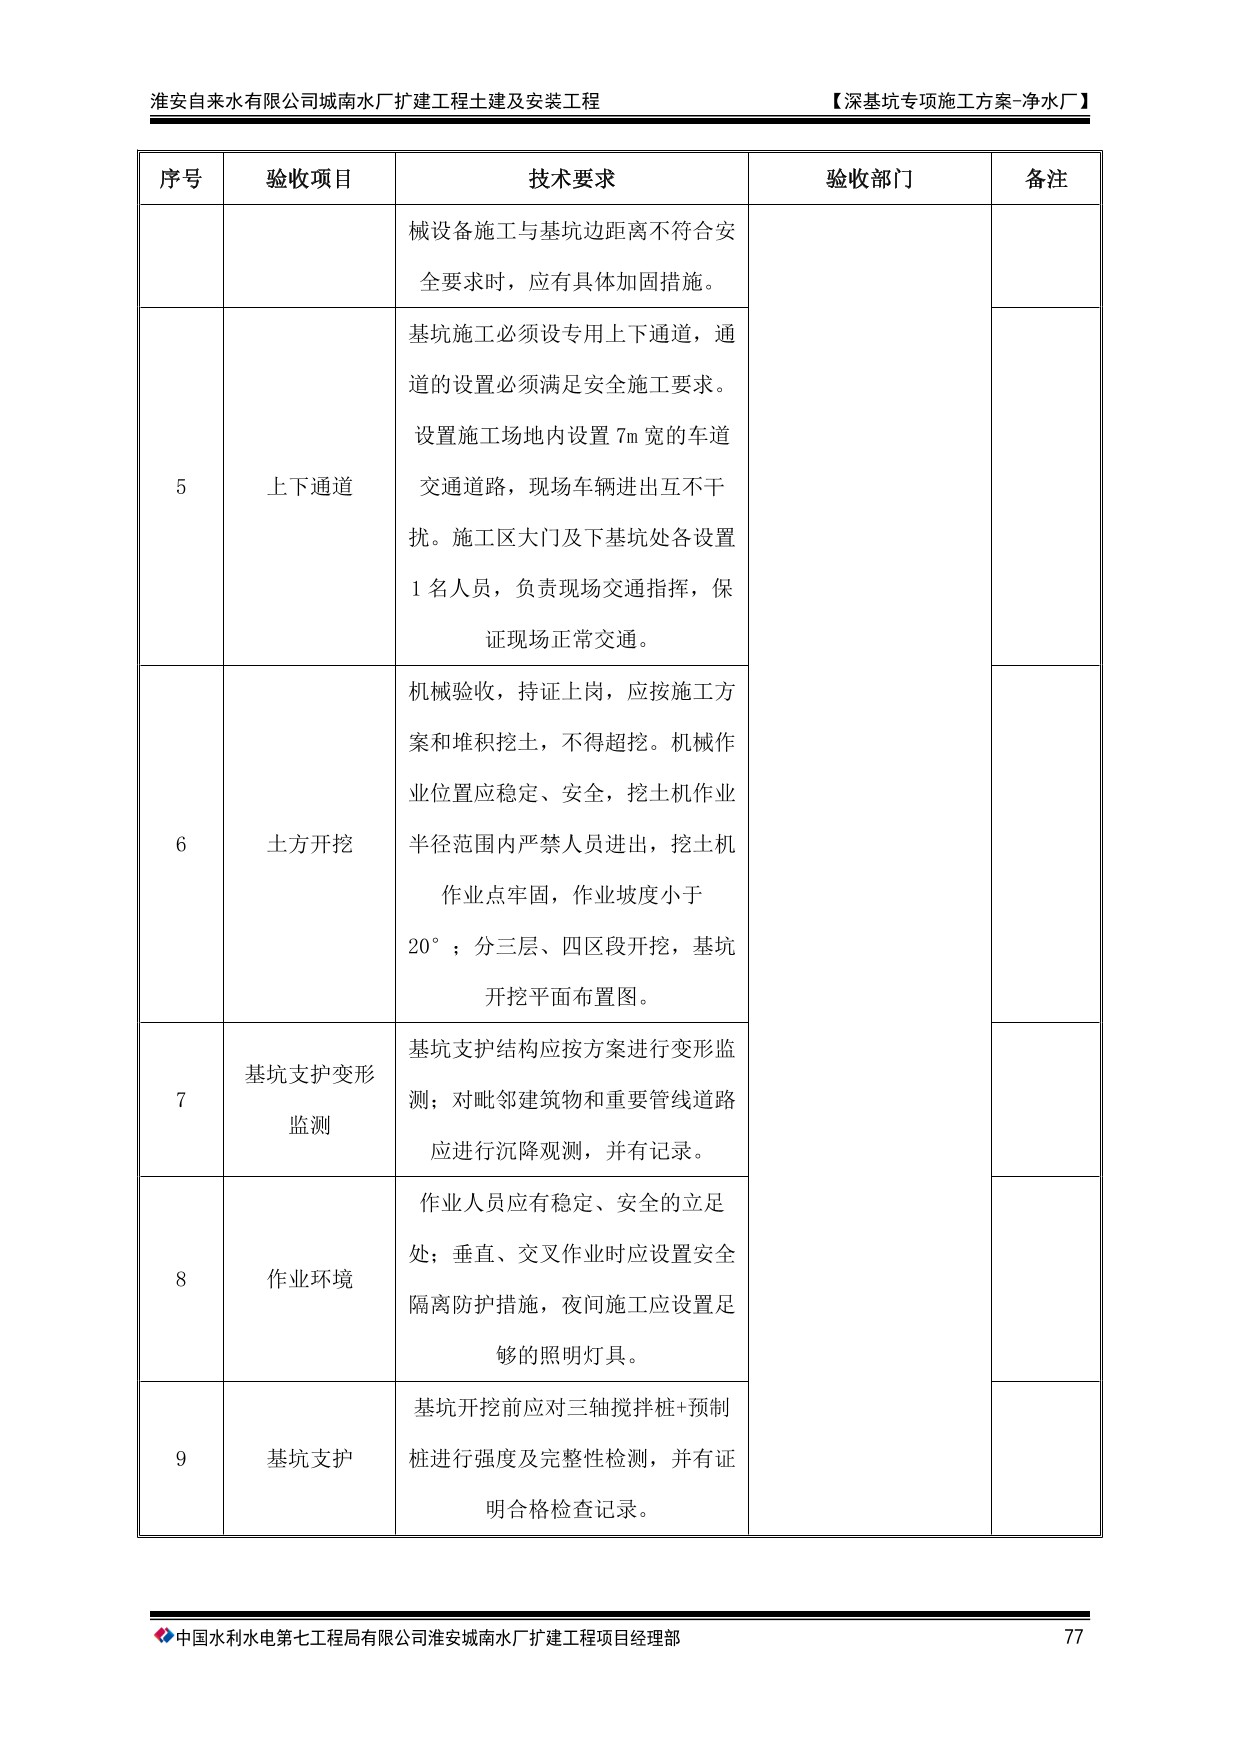 淮安自来水有限公司城南水厂扩建工程土建及安装工程 【深基坑专项施工方案-净水厂】
序号 验收项目 技术要求 验收部门 备注
械设备施工与基坑边距离不符合安
全要求时，应有具体加固措施。
基坑施工必须设专用上下通道，通
道的设置必须满足安全施工要求。
设置施工场地内设置 7m 宽的车道
5 上下通道 交通道路，现场车辆进出互不干
扰。施工区大门及下基坑处各设置
1 名人员，负责现场交通指挥，保
证现场正常交通。
机械验收，持证上岗，应按施工方
案和堆积挖土，不得超挖。机械作
业位置应稳定、安全，挖土机作业
6 土方开挖 半径范围内严禁人员进出，挖土机
作业点牢固，作业坡度小于
20°；分三层、四区段开挖，基坑
开挖平面布置图。
基坑支护结构应按方案进行变形监
7 基坑支护变形 测；对毗邻建筑物和重要管线道路
监测 应进行沉降观测，并有记录。
作业人员应有稳定、安全的立足
处；垂直、交叉作业时应设置安全
8 作业环境 隔离防护措施，夜间施工应设置足
够的照明灯具。
基坑开挖前应对三轴搅拌桩+预制
9 基坑支护 桩进行强度及完整性检测，并有证
明合格检查记录。
中国水利水电第七工程局有限公司淮安城南水厂扩建工程项目经理部 77